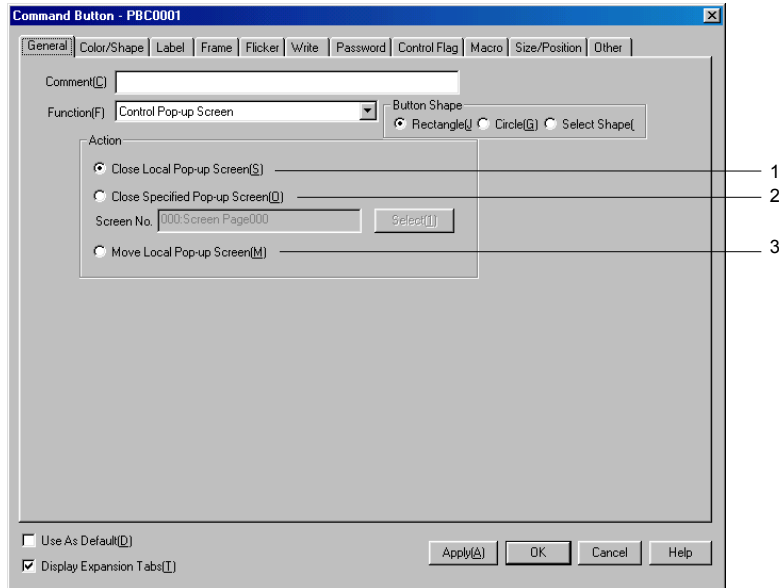 Command Button - PBC0001
General Color/Shape Label Frame Flicker Write Password Control Flag Macro Size/Position Other
Comment(C)
Function(F) Control Pop-up Screen
Button Shape
Rectangle(J Circle(G) Select Shape(
Action
Close Local Pop-up Screen(S) 1
Close Specified Pop-up Screen(O) 2
Screen No. 000:Screen Page000 Select(1)
Move Local Pop-up Screen(M) 3
Use As Default(D)
Display Expansion Tabs(T)
Apply(A) OK Cancel Help